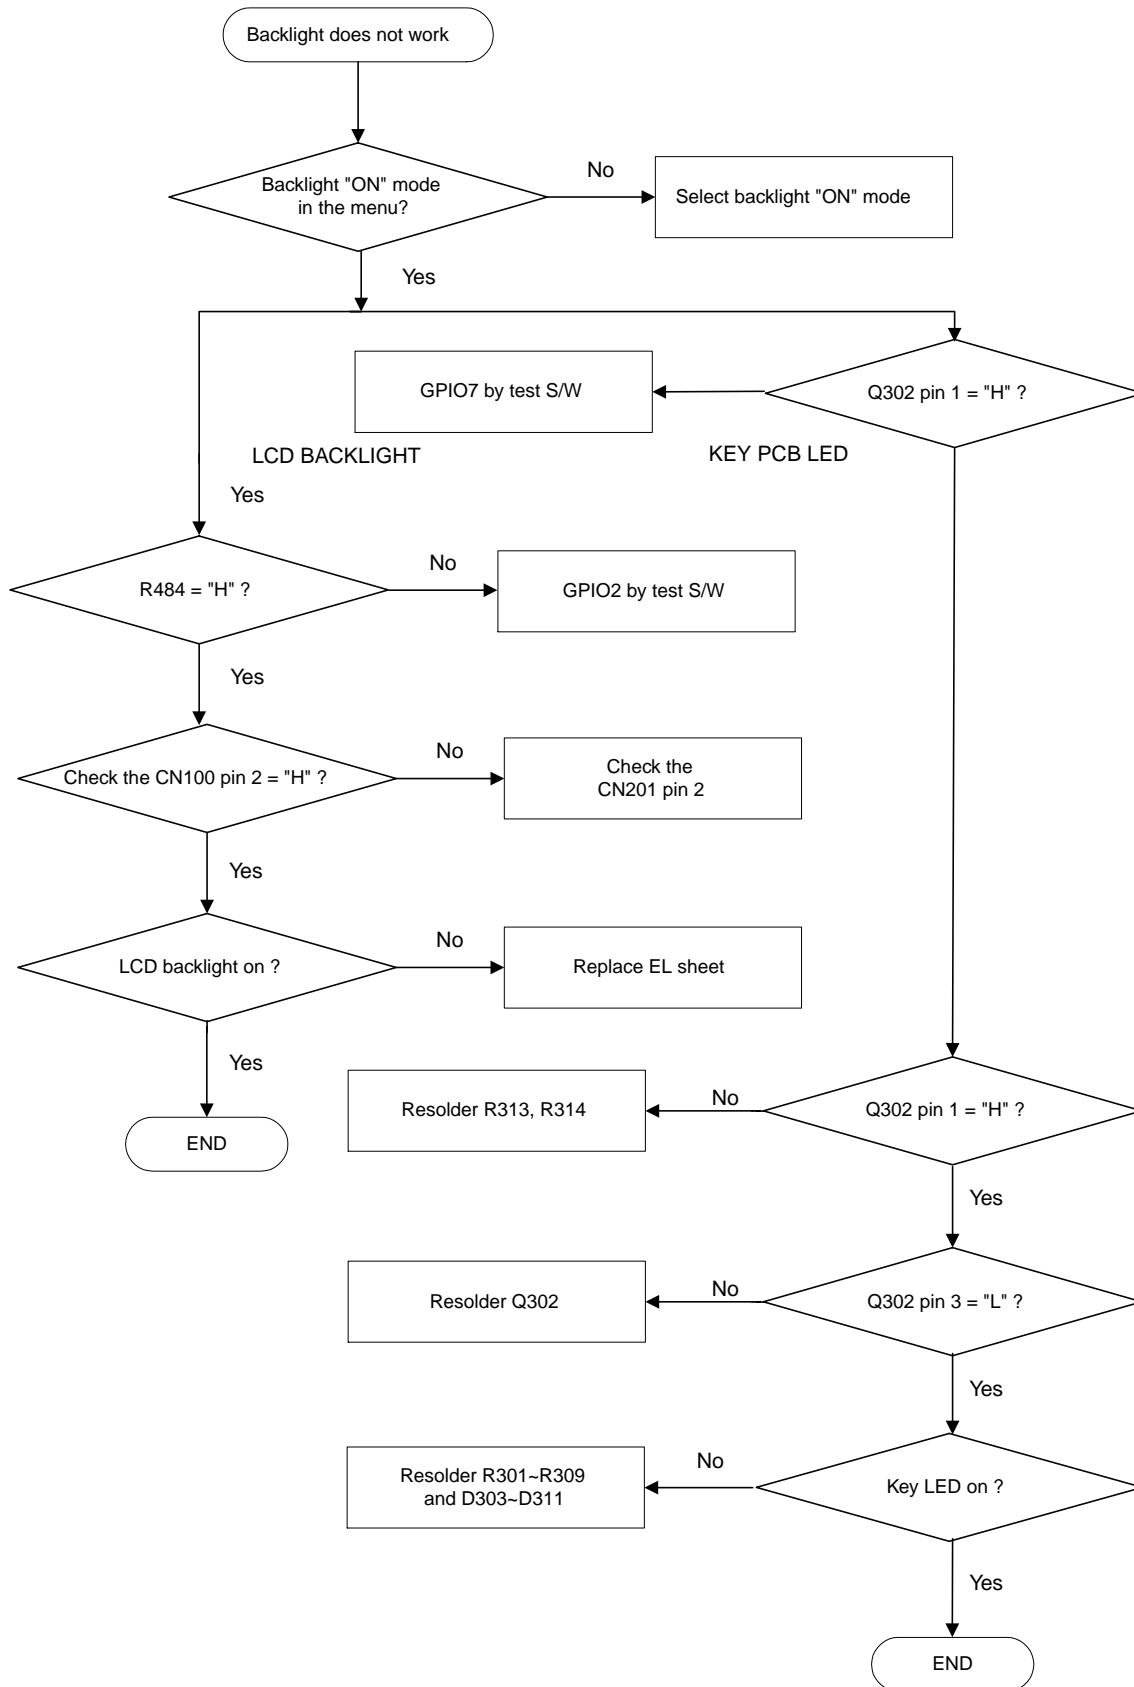 Backlight does not work
Backlight "ON" mode
in the menu?
No
Select backlight "ON" mode
Yes
GPIO7 by test S/W
Q302 pin 1 = "H" ?
LCD BACKLIGHT
KEY PCB LED
Yes
R484 = "H" ?
No
GPIO2 by test S/W
Yes
Check the CN100 pin 2 = "H" ?
No
Check the
CN201 pin 2
Yes
LCD backlight on ?
No
Replace EL sheet
Yes
END
Resolder R313, R314
No
Q302 pin 1 = "H" ?
Yes
Resolder Q302
No
Q302 pin 3 = "L" ?
Yes
Resolder R301~R309
and D303~D311
No
Key LED on ?
Yes
END